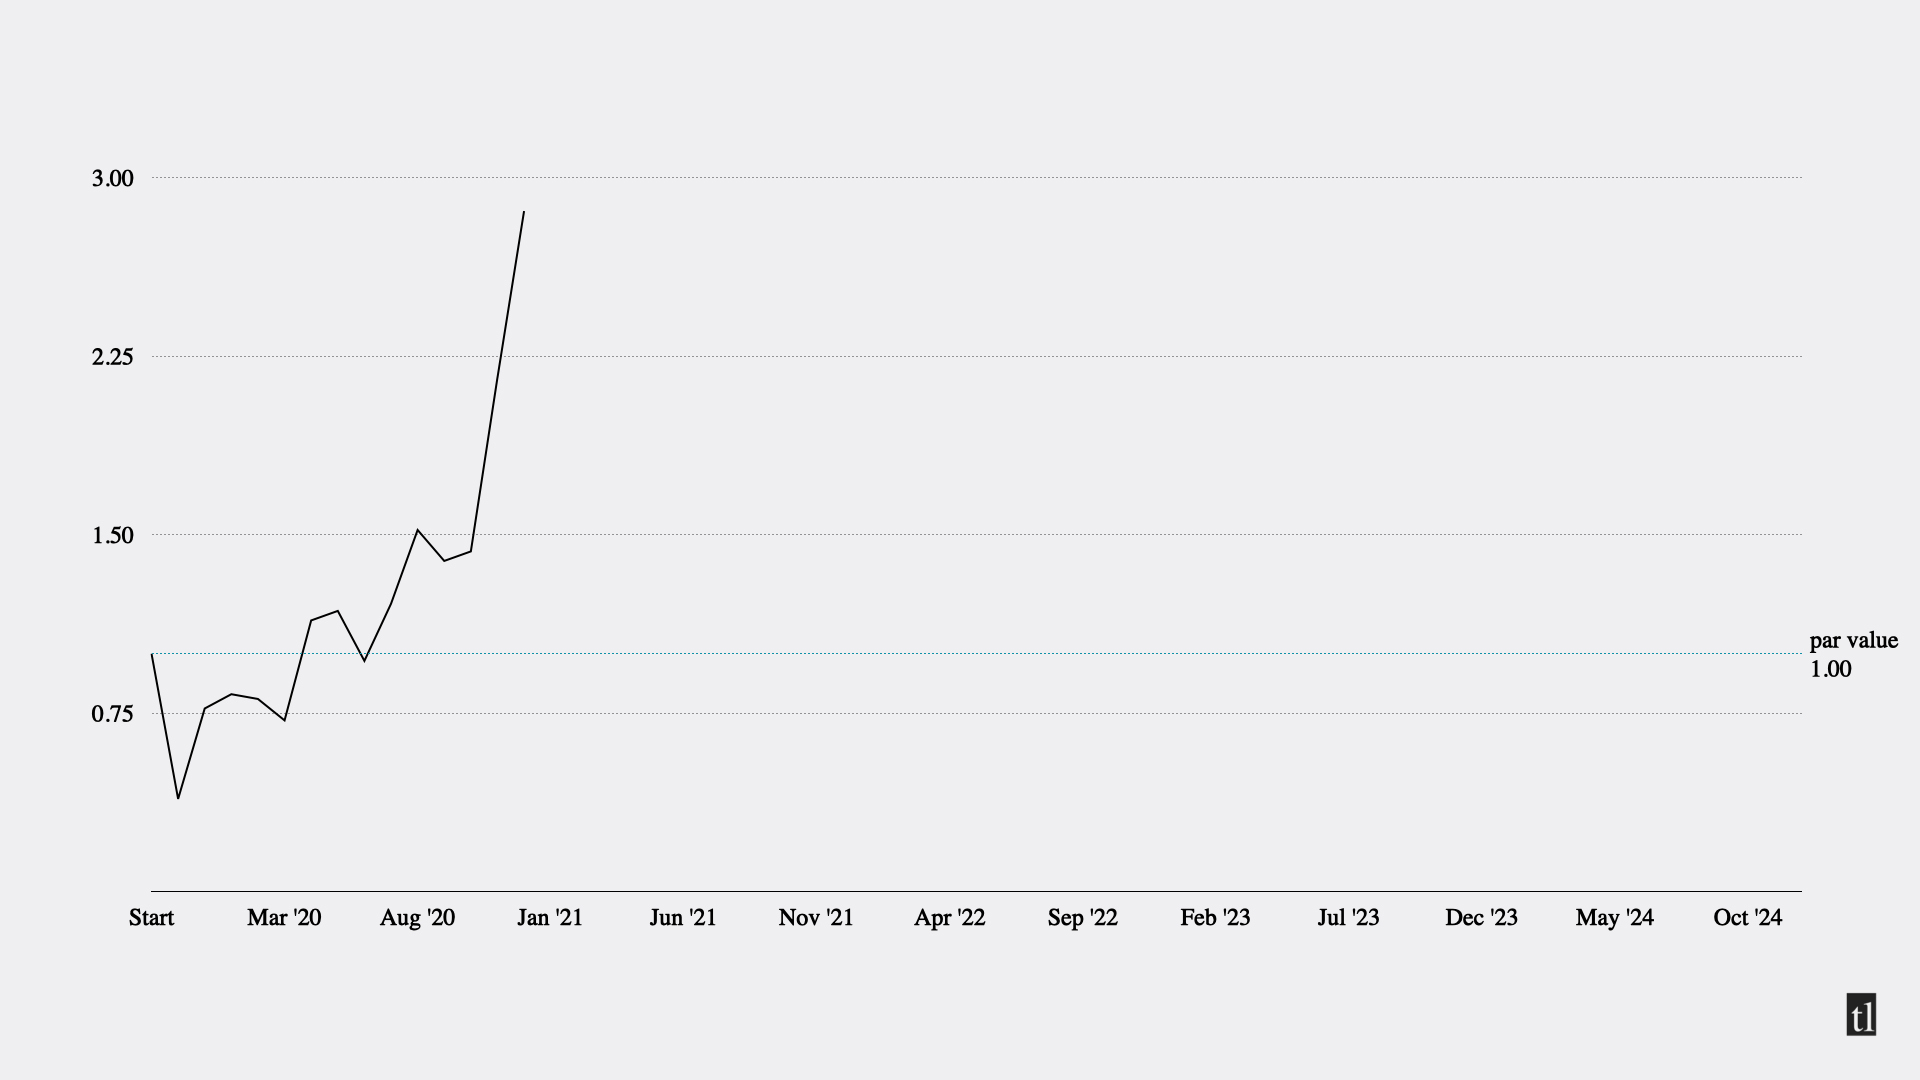 3.00
2.25
1.50
par value
1.00
0.75
Start Mar '20 Aug '20 Jan '21 Jun '21 Nov '21 Apr '22 Sep '22 Feb '23 Jul '23 Dec '23 May '24 Oct '24
tl